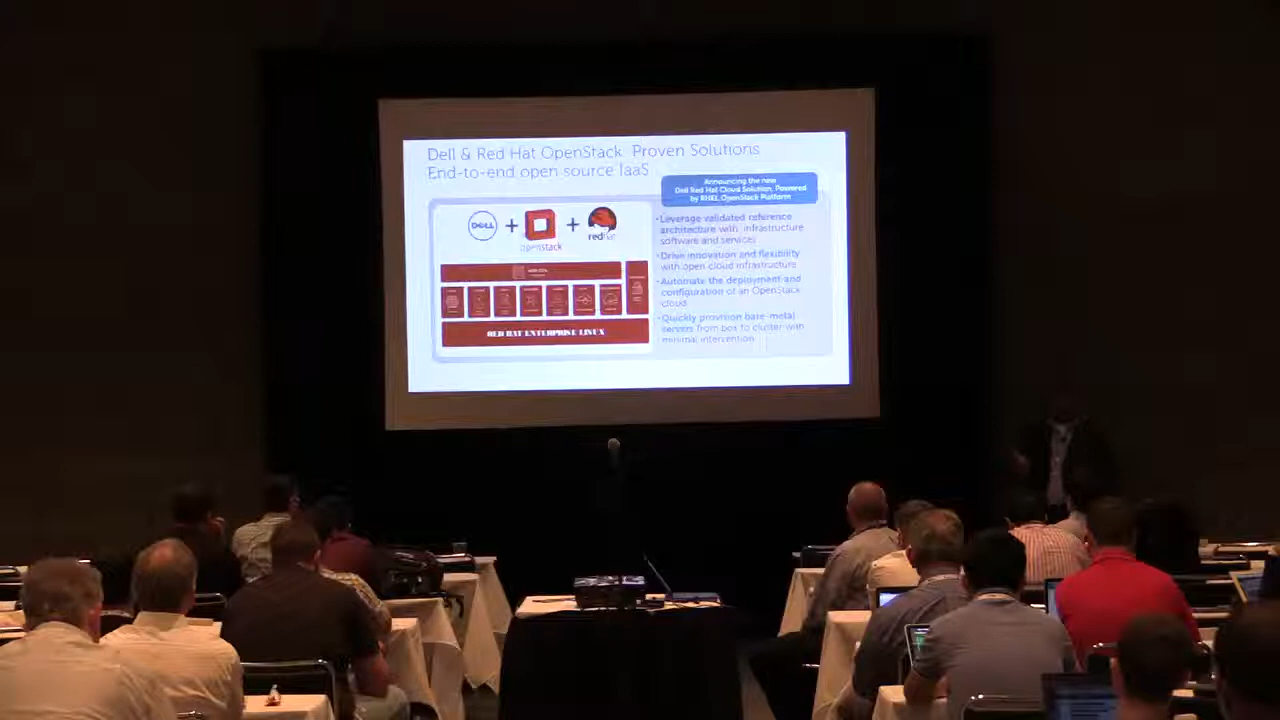 Dell & Red Hat OpenStack Proven Solutions
End-to-end open source IaaS
Announcing the new
Dell Red Hat Cloud Solution, Powered
by RHEL OpenStack Platform
DELL
+
openstack
+
redhat
RED HAT ENTERPRISE LINUX
•Leverage validated reference
architecture with infrastructure
software and services
•Drive innovation and flexibility
with open cloud infrastructure
•Automate the deployment and
configuration of an OpenStack
cloud
•Quickly provision bare-metal
servers from box to cluster with
minimal intervention